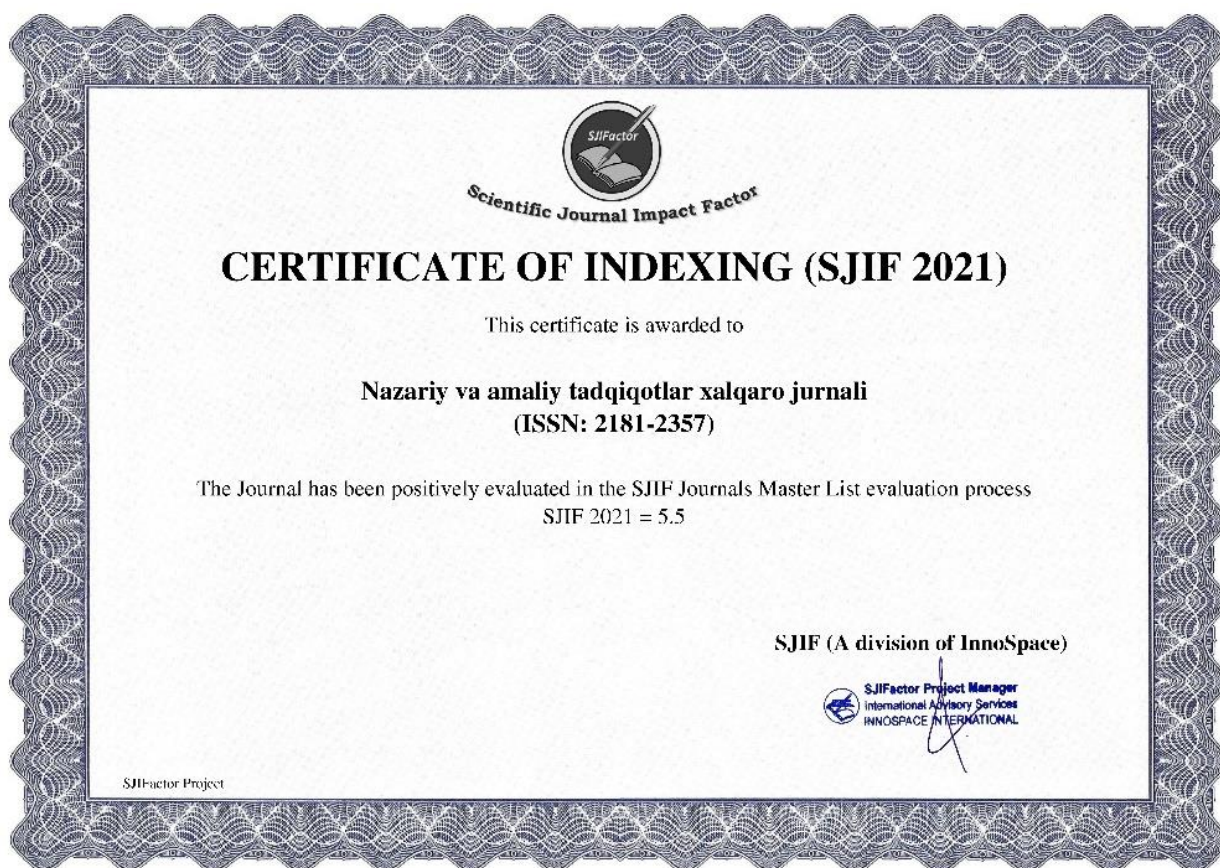 SJIFactor
Scientific Journal Impact Factor
CERTIFICATE OF INDEXING (SJIF 2021)
This certificate is awarded to
Nazariy va amaliy tadqiqotlar xalqaro jurnali
(ISSN: 2181-2357)
The Journal has been positively evaluated in the SJIF Journals Master List evaluation process
SJIF 2021 = 5.5
SJIF (A division of InnoSpace)
SJIFactor Project Manager
International Advisory Services
INNOSPACE INTERNATIONAL
SJIFactor Project